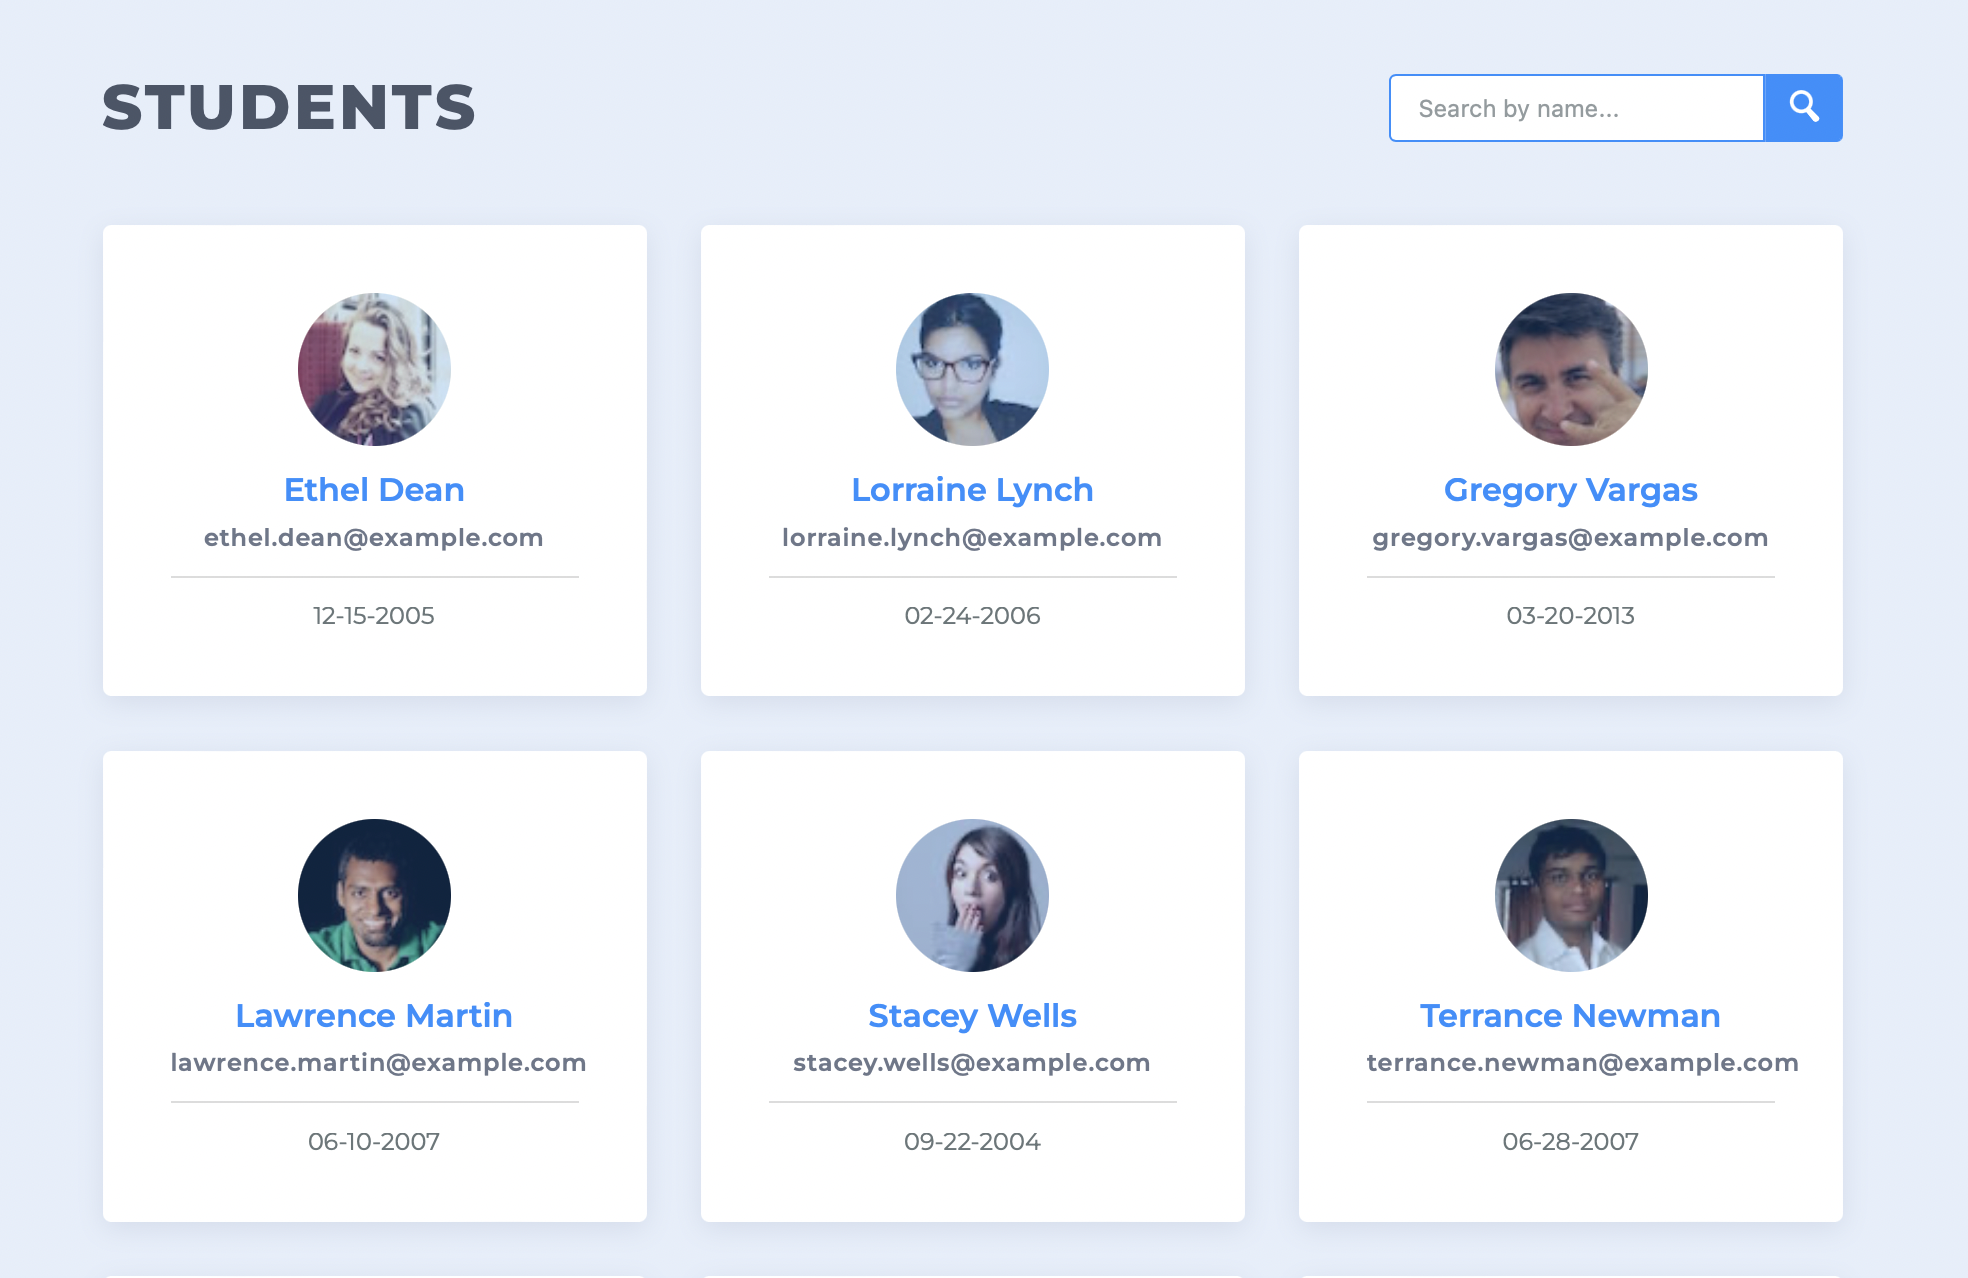 STUDENTS
Search by name...
Ethel Dean
ethel.dean@example.com
12-15-2005
Lorraine Lynch
lorraine.lynch@example.com
02-24-2006
Gregory Vargas
gregory.vargas@example.com
03-20-2013
Lawrence Martin
lawrence.martin@example.com
06-10-2007
Stacey Wells
stacey.wells@example.com
09-22-2004
Terrance Newman
terrance.newman@example.com
06-28-2007